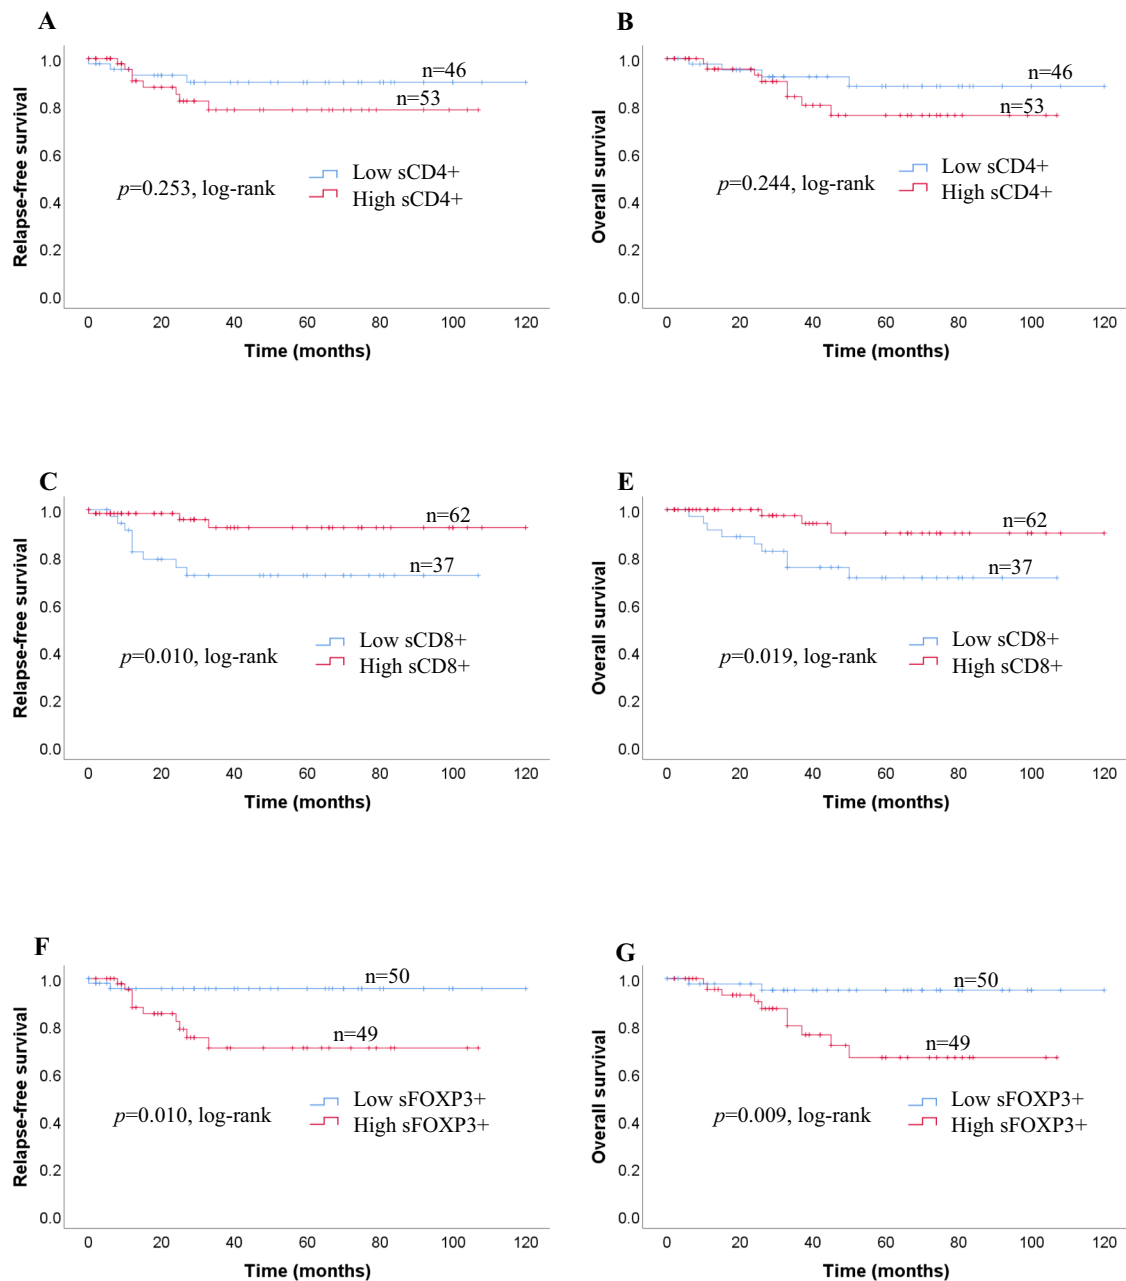 A
Relapse-free survival
1.0
0.8
0.6
0.4
0.2
0.0
n=46
n=53
p=0.253, log-rank
Low sCD4+
High sCD4+
0 20 40 60 80 100 120
Time (months)
B
Overall survival
1.0
0.8
0.6
0.4
0.2
0.0
n=46
n=53
p=0.244, log-rank
Low sCD4+
High sCD4+
0 20 40 60 80 100 120
Time (months)
C
Relapse-free survival
1.0
0.8
0.6
0.4
0.2
0.0
n=62
n=37
p=0.010, log-rank
Low sCD8+
High sCD8+
0 20 40 60 80 100 120
Time (months)
E
Overall survival
1.0
0.8
0.6
0.4
0.2
0.0
n=62
n=37
p=0.019, log-rank
Low sCD8+
High sCD8+
0 20 40 60 80 100 120
Time (months)
F
Relapse-free survival
1.0
0.8
0.6
0.4
0.2
0.0
n=50
n=49
p=0.010, log-rank
Low sFOXP3+
High sFOXP3+
0 20 40 60 80 100 120
Time (months)
G
Overall survival
1.0
0.8
0.6
0.4
0.2
0.0
n=50
n=49
p=0.009, log-rank
Low sFOXP3+
High sFOXP3+
0 20 40 60 80 100 120
Time (months)